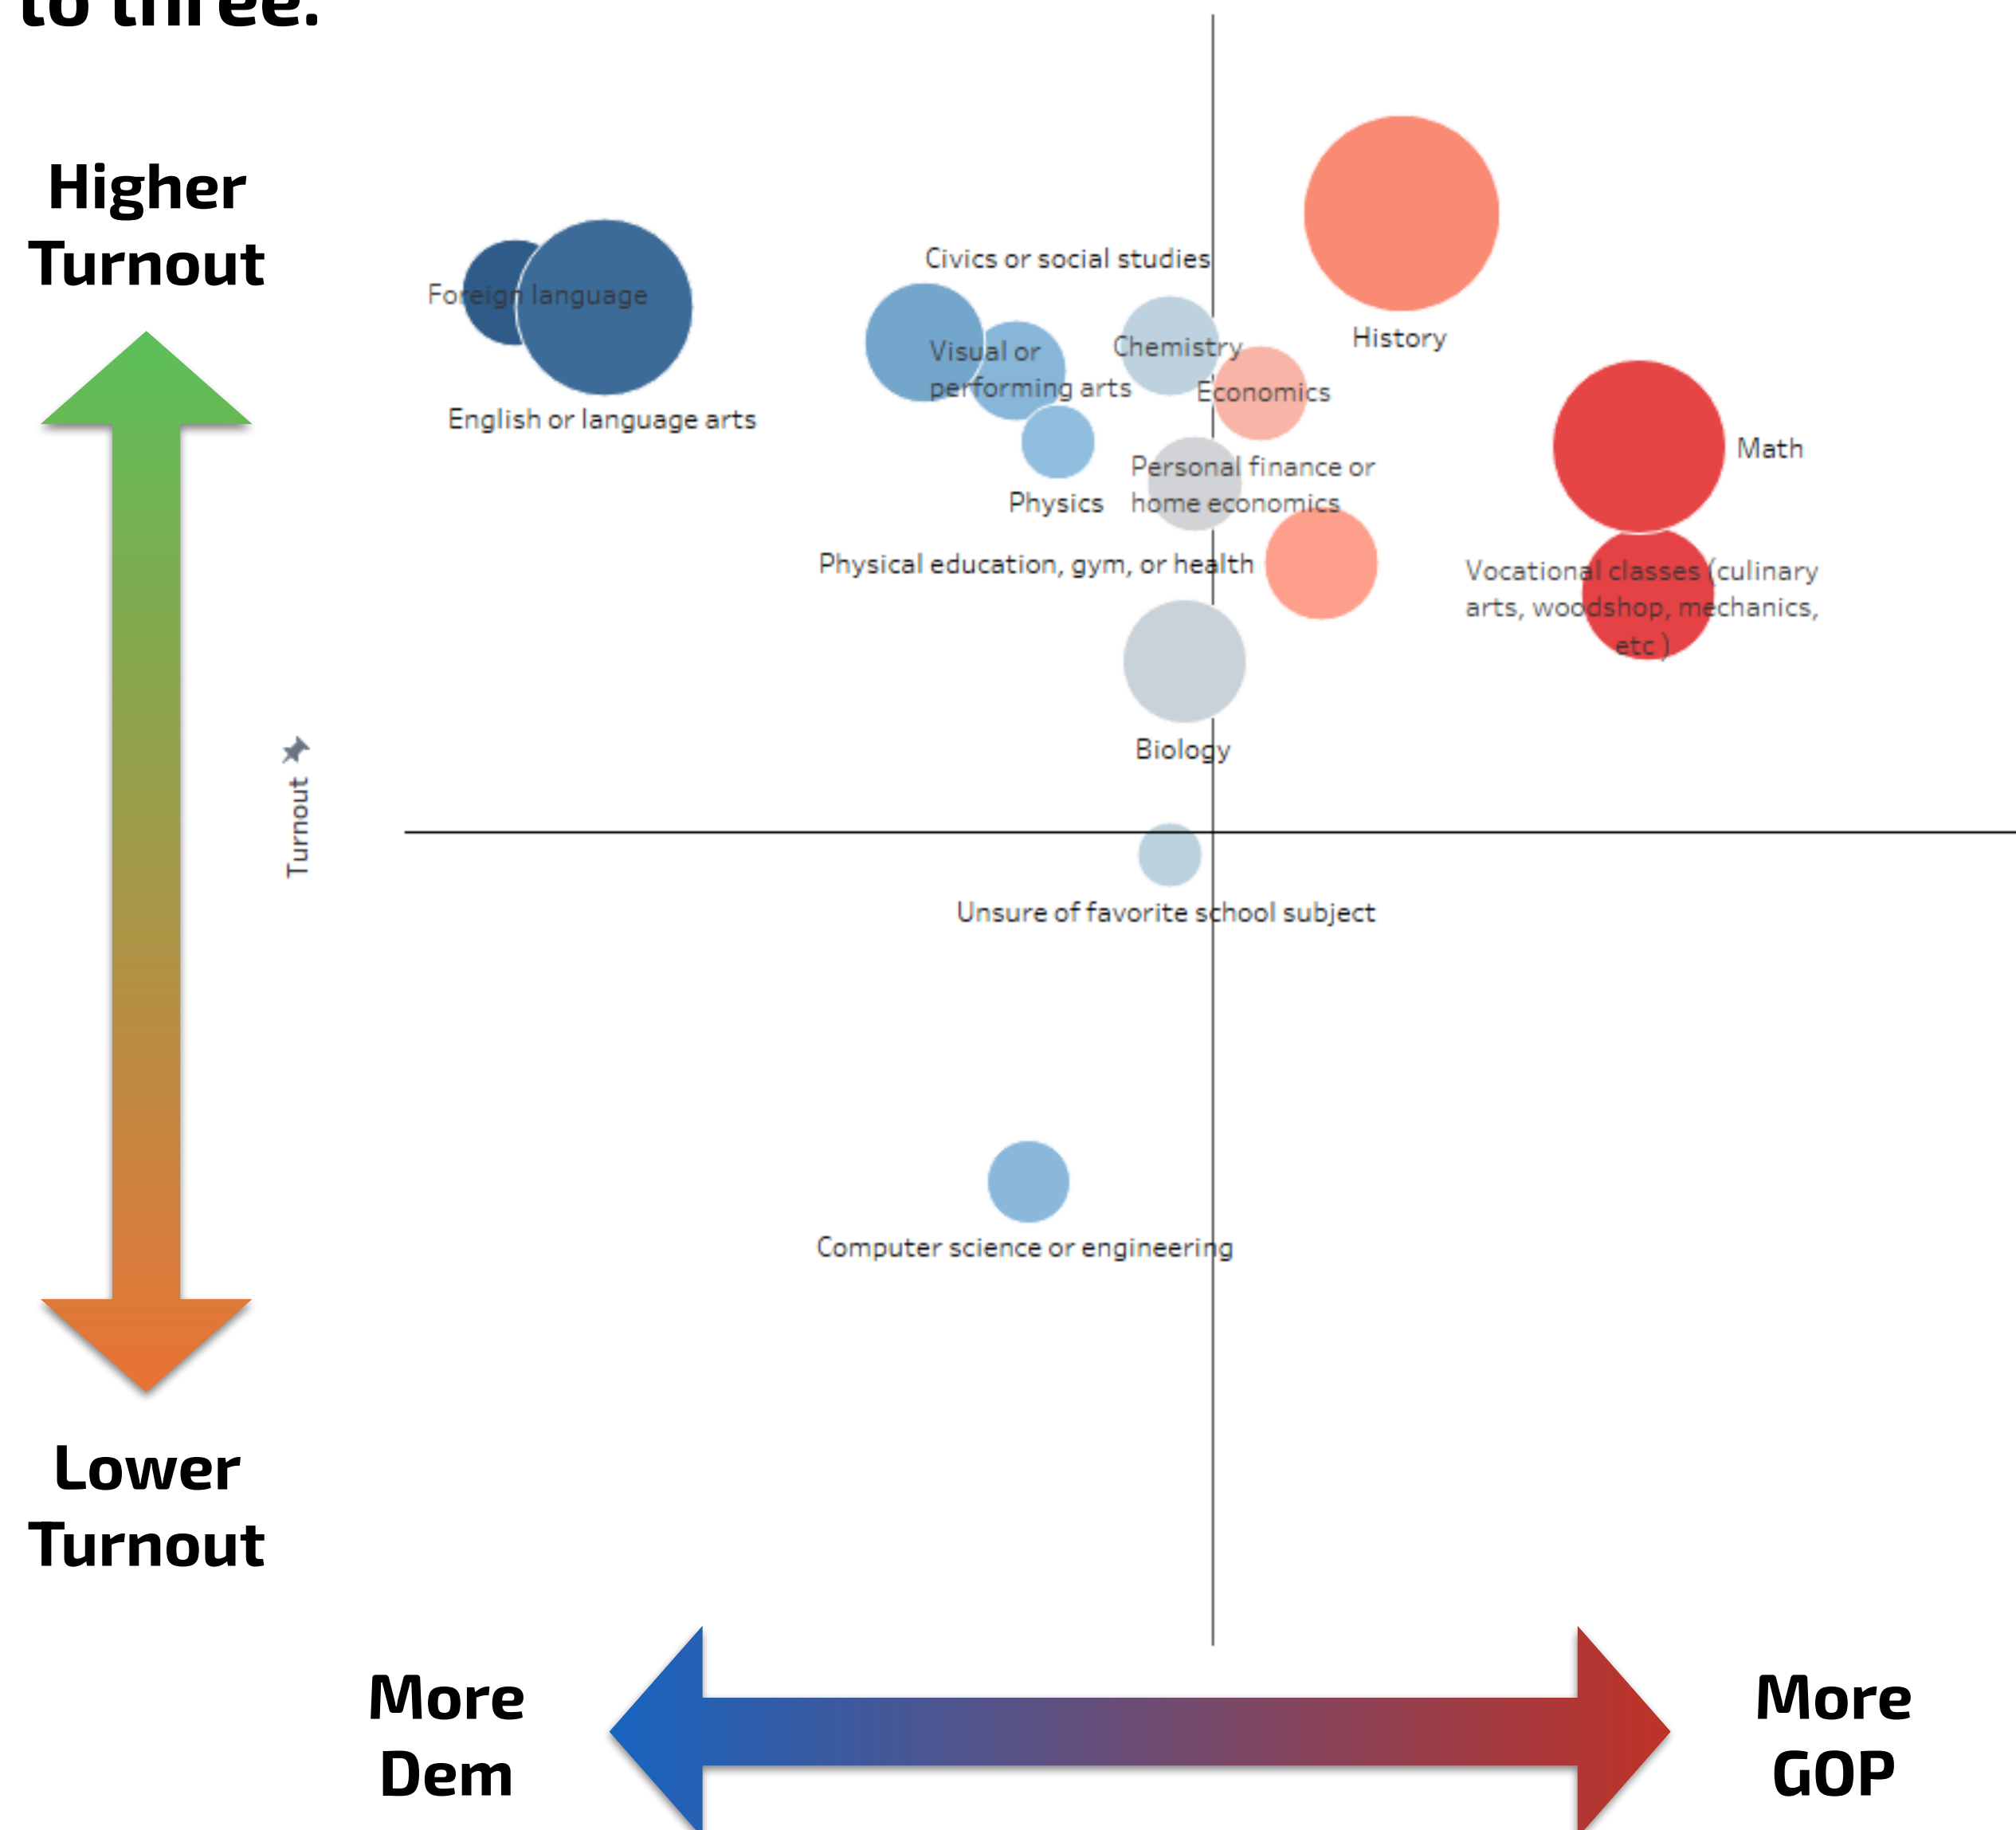 to three.
Higher
Turnout
Civics or social studies
Foreign language
History
Visual or
performing arts
Chemistry
Economics
English or language arts
Math
Personal finance or
home economics
Physics
Physical education, gym, or health
Vocational classes (culinary
arts, woodshop, mechanics,
etc )
Biology
Turnout
Unsure of favorite school subject
Computer science or engineering
Lower
Turnout
More
Dem
More
GOP